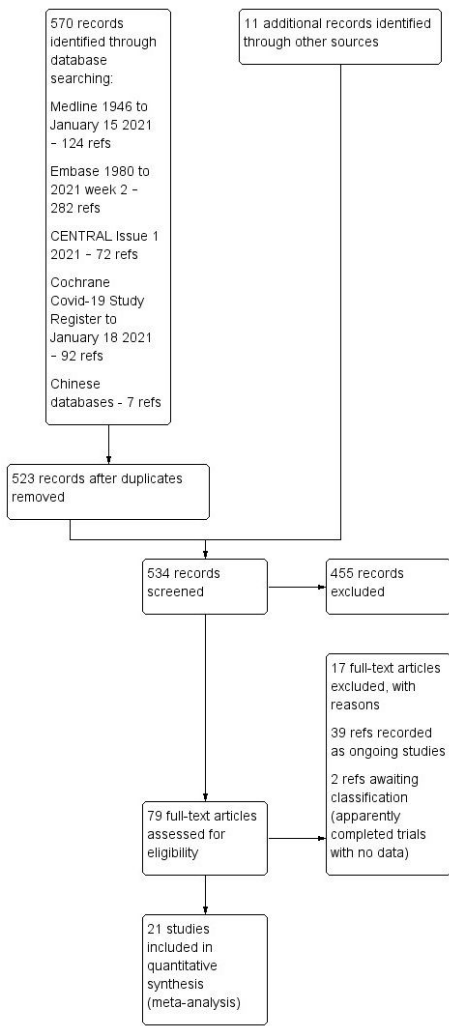 570 records
identified through
database
searching:
Medline 1946 to
January 15 2021
– 124 refs
Embase 1980 to
2021 week 2 –
282 refs
CENTRAL Issue 1
2021 – 72 refs
Cochrane
Covid-19 Study
Register to
January 18 2021
– 92 refs
Chinese
databases - 7 refs
11 additional records identified
through other sources
523 records after duplicates
removed
534 records
screened
455 records
excluded
17 full-text articles
excluded, with
reasons
39 refs recorded
as ongoing studies
2 refs awaiting
classification
(apparently
completed trials
with no data)
79 full-text articles
assessed for
eligibility
21 studies
included in
quantitative
synthesis
(meta-analysis)